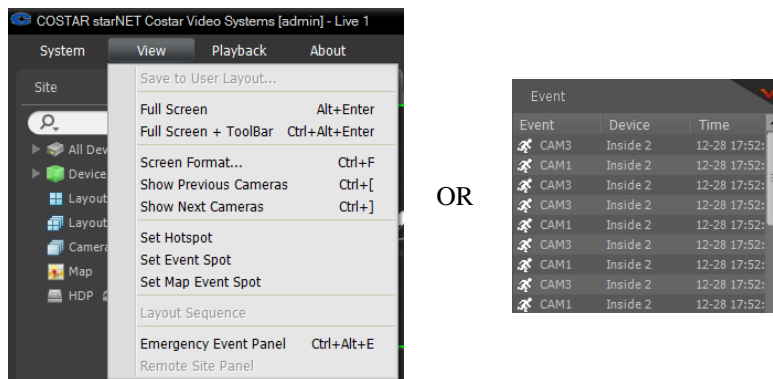 COSTAR starNET Costar Video Systems [admin] - Live 1
System View Playback About
Site
Save to User Layout...
Full Screen Alt+Enter
Full Screen + ToolBar Ctrl+Alt+Enter
All Dev
Screen Format... Ctrl+F
Device
Show Previous Cameras Ctrl+[
Layout
Show Next Cameras Ctrl+]
Layout
Set Hotspot
Camera
Set Event Spot
Map
Set Map Event Spot
HDP
Layout Sequence
Emergency Event Panel Ctrl+Alt+E
Remote Site Panel
OR
Event
Event Device Time
CAM3 Inside 2 12-28 17:52:
CAM1 Inside 2 12-28 17:52:
CAM3 Inside 2 12-28 17:52:
CAM3 Inside 2 12-28 17:52:
CAM1 Inside 2 12-28 17:52:
CAM3 Inside 2 12-28 17:52:
CAM1 Inside 2 12-28 17:52:
CAM3 Inside 2 12-28 17:52:
CAM1 Inside 2 12-28 17:52: